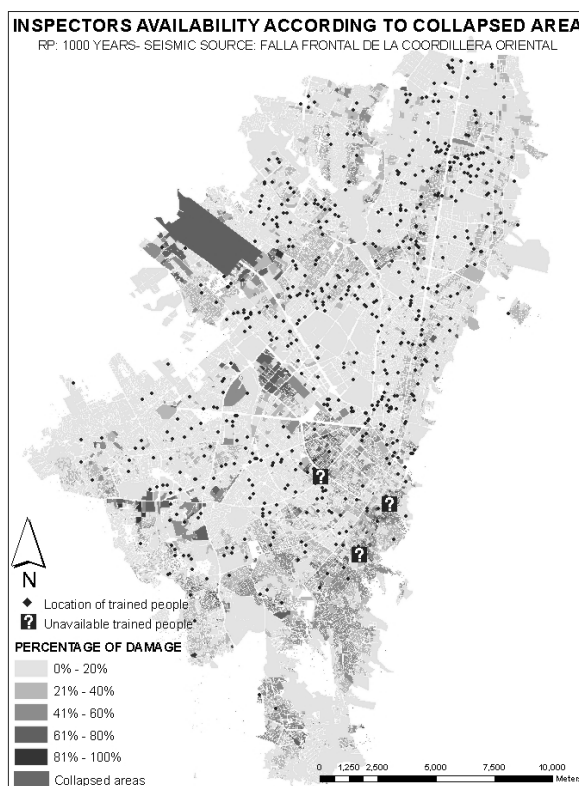 INSPECTORS AVAILABILITY ACCORDING TO COLLAPSED AREA
RP: 1000 YEARS- SEISMIC SOURCE: FALLA FRONTAL DE LA COORDILLERA ORIENTAL
?
?
?
N
Location of trained people
? Unavailable trained people
PERCENTAGE OF DAMAGE
0% - 20%
21% - 40%
41% - 60%
61% - 80%
81% - 100%
Collapsed areas
0 1,250 2,500 5,000 7,500 10,000
Meters